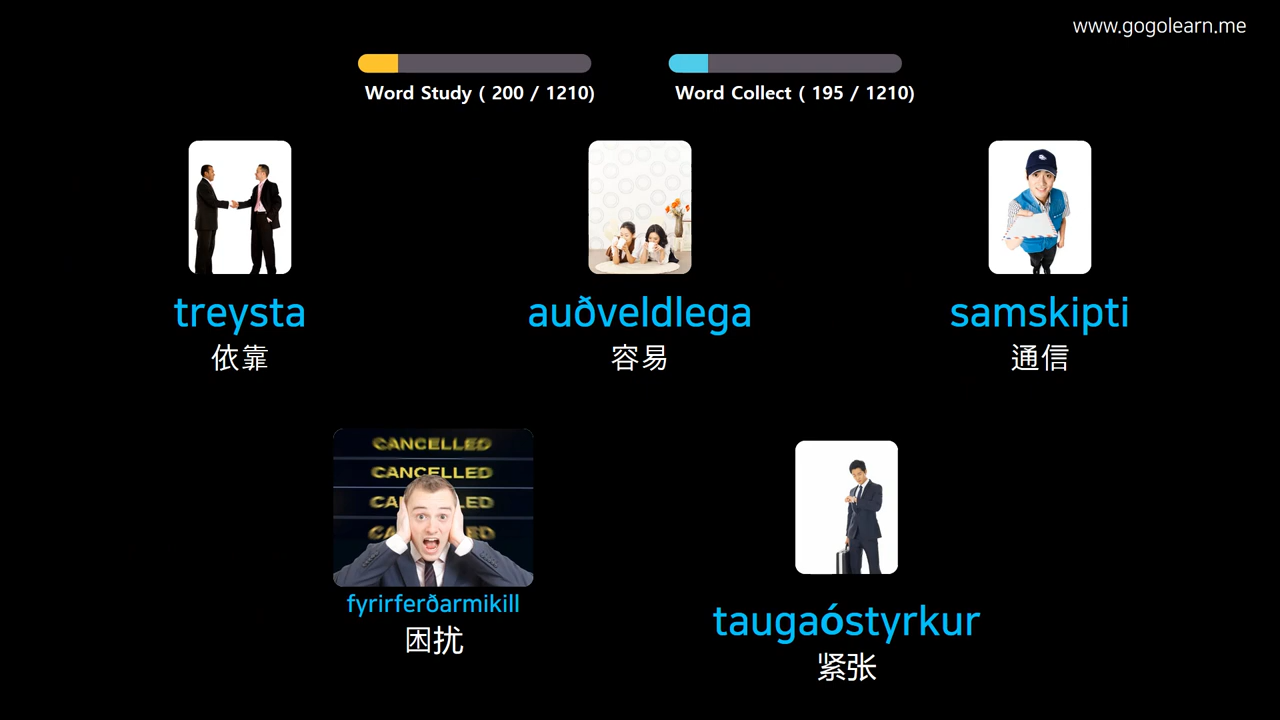 www.gogolearn.me
Word Study ( 200 / 1210)
Word Collect ( 195 / 1210)
treysta
依靠
auðveldlega
容易
samskipti
通信
CANCELLED
CANCELLED
fyrirferðarmikill
困扰
taugaóstyrkur
紧张